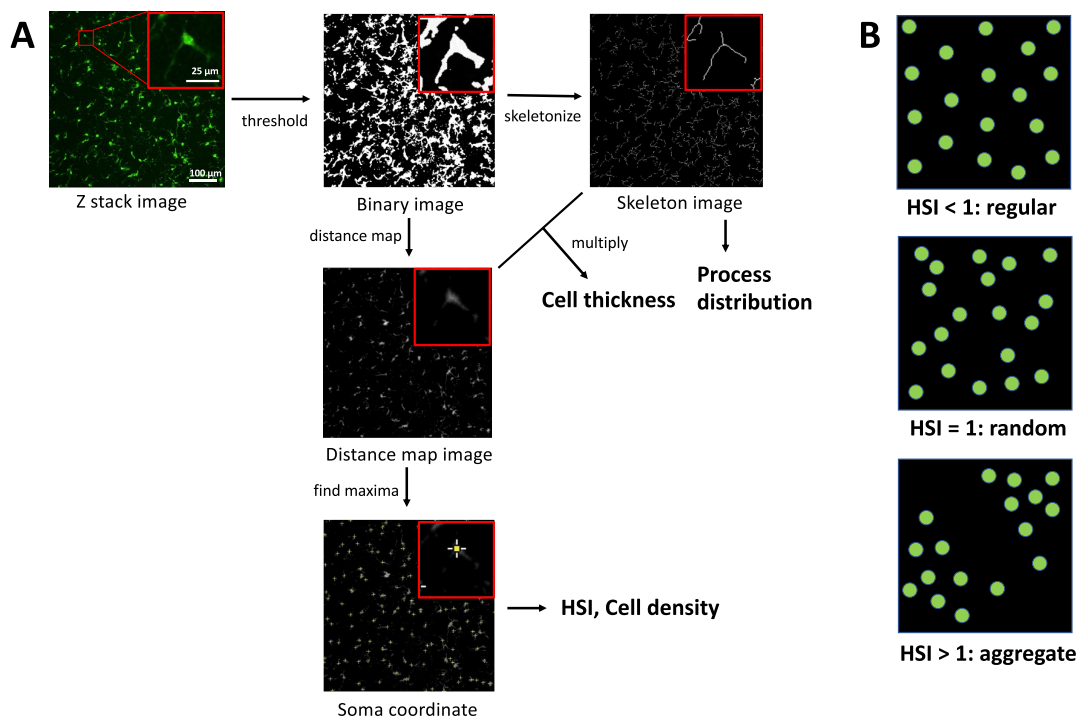 A
25 µm
100 µm
Z stack image
threshold
Binary image
skeletonize
Skeleton image
distance map
multiply
Cell thickness
Process
distribution
Distance map image
find maxima
Soma coordinate
HSI, Cell density
B
HSI < 1: regular
HSI = 1: random
HSI > 1: aggregate